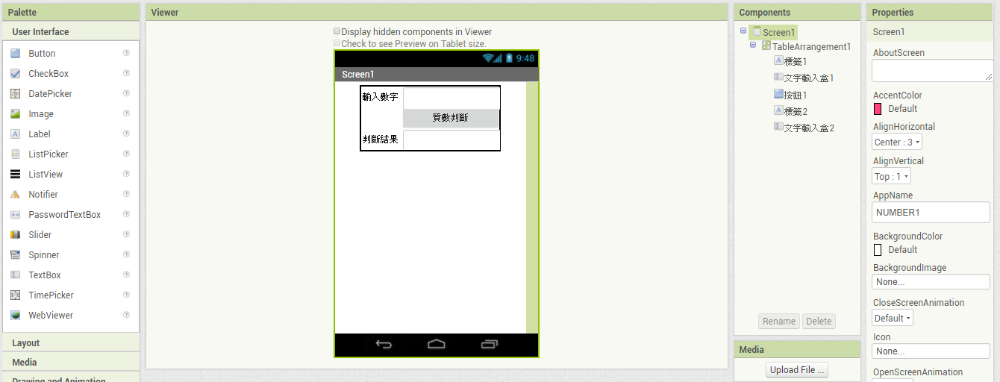 Palette
User Interface
Button
CheckBox
DatePicker
Image
Label
ListPicker
ListView
Notifier
PasswordTextBox
Slider
Spinner
TextBox
TimePicker
WebViewer
Layout
Media
Drawing and Animation
Viewer
Display hidden components in Viewer
Check to see Preview on Tablet size.
9:48
Screen1
輸入數字
質數判斷
判斷結果
Components
Screen1
TableArrangement1
標籤1
文字輸入盒1
按鈕1
標籤2
文字輸入盒2
Rename Delete
Media
Upload File ...
Properties
Screen1
AboutScreen
AccentColor
Default
AlignHorizontal
Center : 3
AlignVertical
Top : 1
AppName
NUMBER1
BackgroundColor
Default
BackgroundImage
None...
CloseScreenAnimation
Default
Icon
None...
OpenScreenAnimation